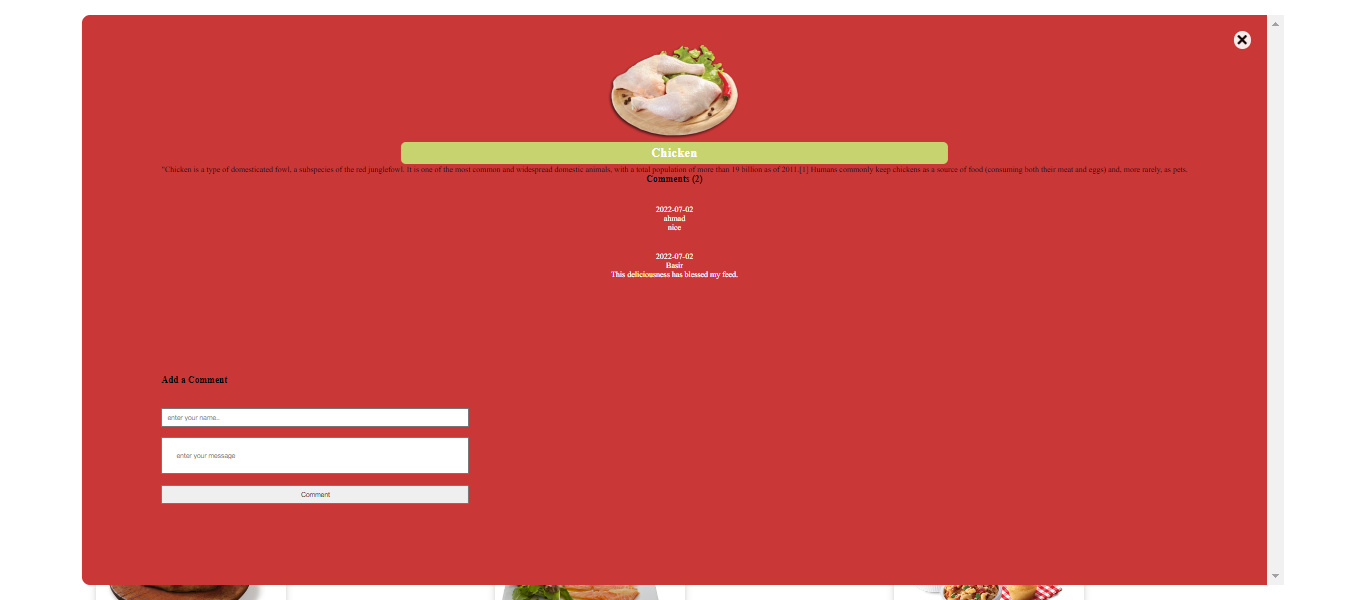 Chicken
"Chicken is a type of domesticated fowl, a subspecies of the red junglefowl. It is one of the most common and widespread domestic animals, with a total population of more than 19 billion as of 2011.[1] Humans commonly keep chickens as a source of food (consuming both their meat and eggs) and, more rarely, as pets.
Comments (2)
2022-07-02
ahmad
nice
2022-07-02
Basir
This deliciousness has blessed my feed.
Add a Comment
enter your name..
enter your message
Comment